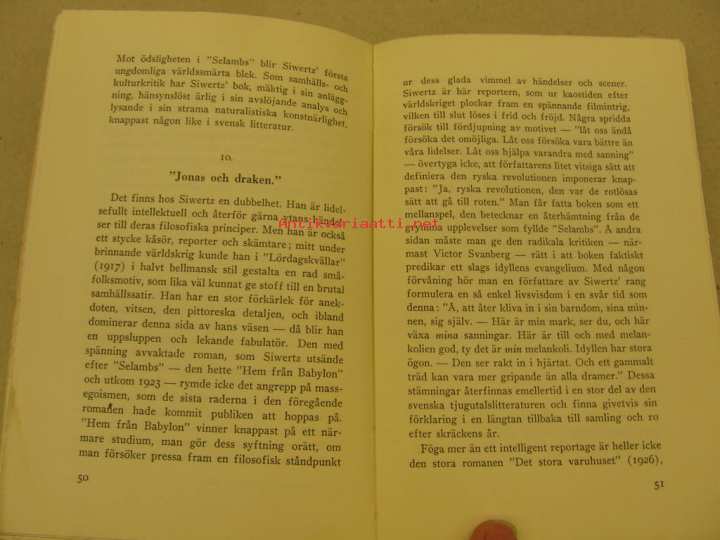 Mot ödsligheten i "Selambs" blir Siwertz' första
ungdomliga världssmärta blek. Som samhälls- och
kulturkritik har Siwertz' bok, mäktig i sin anlägg-
ning, hänsynslöst ärlig i sin avslöjande analys och
lysande i sin strama naturalistiska konstnärlighet,
knappast någon like i svensk litteratur.
10.
"Jonas och draken."
Det finns hos Siwertz en dubbelhet. Han är lidel-
sefullt intellektuell och återför gärna ytans händel-
ser till deras filosofiska principer. Men han är också
ett stycke kåsör, reporter och skämtare; mitt under
brinnande världskrig kunde han i "Lördagskvällar"
(1917) i halvt bellmansk stil gestalta en rad små-
folksmotiv, som lika väl kunnat ge stoff till en brutal
samhällssatir. Han har en stor förkärlek för anek-
doten, vitsen, den pittoreska detaljen, och ibland
dominerar denna sida av hans väsen — då blir han
en uppsluppen och lekande fabulatör. Den med
spänning avvaktade roman, som Siwertz utsände
efter "Selambs" — den hette "Hem från Babylon"
och utkom 1923 — rymde icke det angrepp på mass-
egoismen, som de sista raderna i den föregående
romanen hade kommit publiken att hoppas på.
"Hem från Babylon" vinner knappast på ett när-
mare studium, man gör dess syftning orätt, om
man försöker pressa fram en filosofisk ståndpunkt
50
ur dess glada vimmel av händelser och scener.
Siwertz är här reportern, som ur kaostiden efter
världskriget plockar fram en spännande filmintrig,
vilken till slut löses i frid och fröjd. Några spridda
försök till fördjupning av motivet — "låt oss ändå
försöka det omöjliga. Låt oss försöka vara bättre än
våra lidelser. Låt oss hjälpa varandra med sanning"
— övertyga icke, att författarens litet vitsiga sätt att
definiera den ryska revolutionen imponerar knap-
past: "Ja, ryska revolutionen, det var de rotlösas
sätt att gå till roten." Man får fatta boken som ett
mellanspel, den betecknar en återhämtning från de
grymma upplevelser som fyllde "Selambs". Å andra
sidan måste man ge den radikala kritiken — när-
mast Victor Svanberg — rätt i att boken faktiskt
predikar ett slags idyllens evangelium. Med någon
förvåning hör man en författare av Siwertz' rang
formulera en så enkel livsvisdom i en svår tid som
denna: "Å, att åter kliva in i sin barndom, sina min-
nen, sig själv. — Här är min mark, ser du, och här
växa mina sanningar. Här är till och med melan-
kolien god, ty det är min melankoli. Idyllen har stora
ögon. — Den ser rakt in i hjärtat. Och ett gammalt
träd kan vara mer gripande än alla dramer." Dessa
stämningar återfinnas emellertid i en stor del av den
svenska tjugutalslitteraturen och finna givetvis sin
förklaring i en längtan tillbaka till samling och ro
efter skräckens år.
Föga mer än ett intelligent reportage är heller icke
den stora romanen "Det stora varuhuset" (1926),
51
Antikvariaatti.net